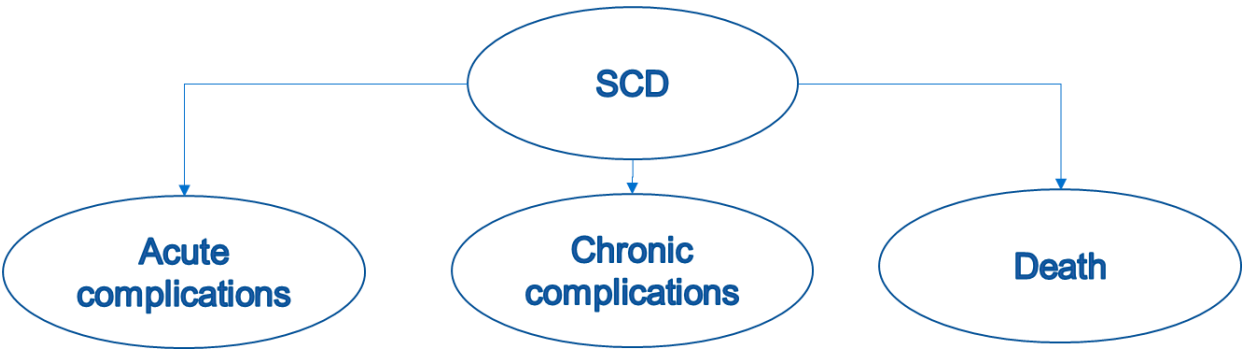 SCD
Acute
complications
Chronic
complications
Death